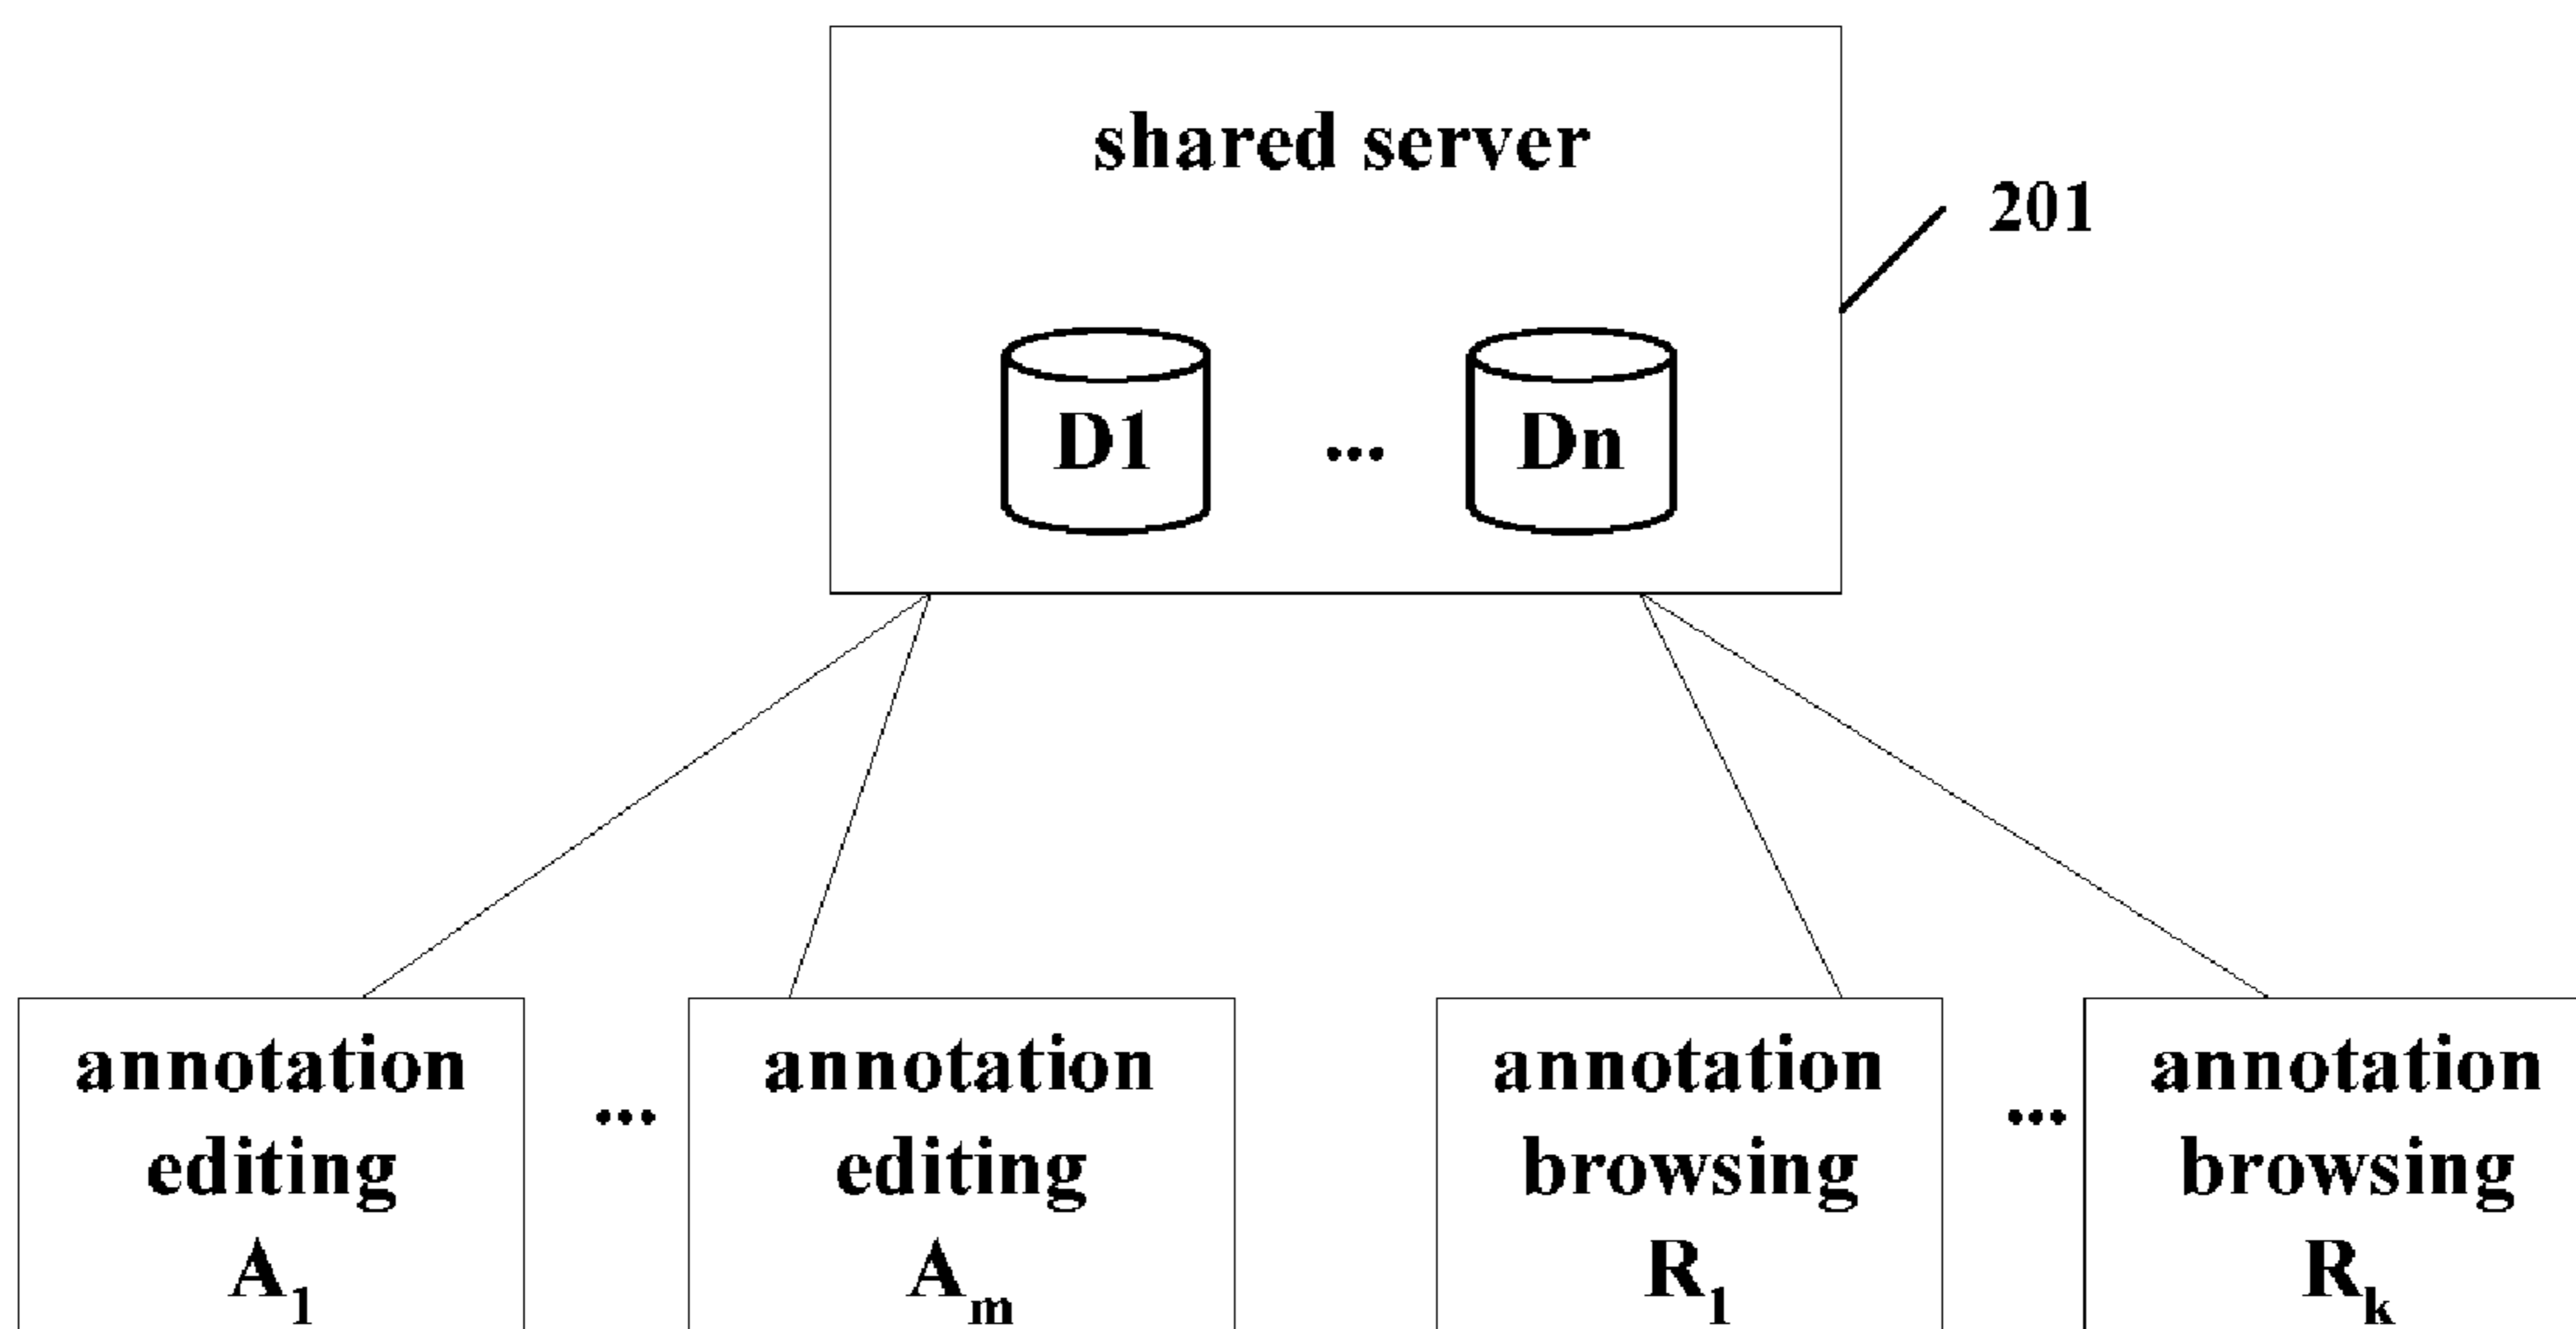 shared server
201
D1 ... Dn
annotation
editing
A1
...
annotation
editing
Am
annotation
browsing
R1
...
annotation
browsing
Rk